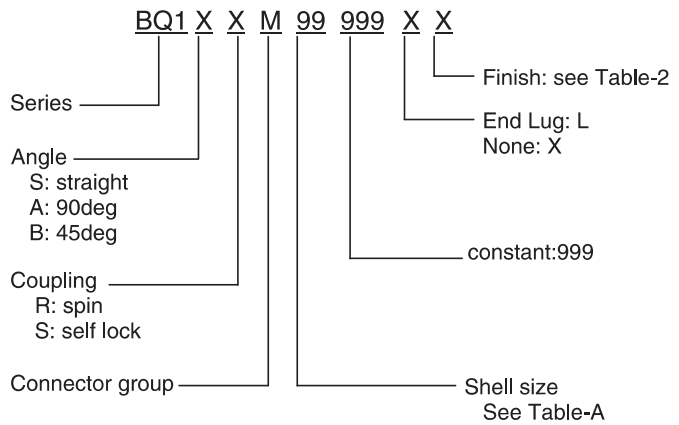 BQ1 X X M 99 999 X X
Finish: see Table-2
Series
End Lug: L
None: X
Angle
S: straight
A: 90deg
B: 45deg
constant:999
Coupling
R: spin
S: self lock
Connector group
Shell size
See Table-A